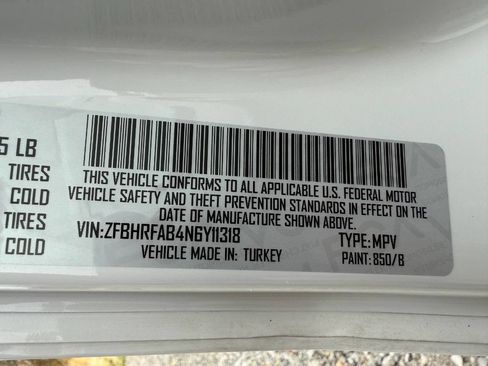 5 LB
THIS VEHICLE CONFORMS TO ALL APPLICABLE U.S. FEDERAL MOTOR
TIRES
VEHICLE SAFETY AND THEFT PREVENTION STANDARDS IN EFFECT ON THE
COLD
DATE OF MANUFACTURE SHOWN ABOVE.
TIRES
VIN:ZFBHRFAB4N6Y11318 TYPE:MPV
COLD
VEHICLE MADE IN: TURKEY PAINT: 850/B